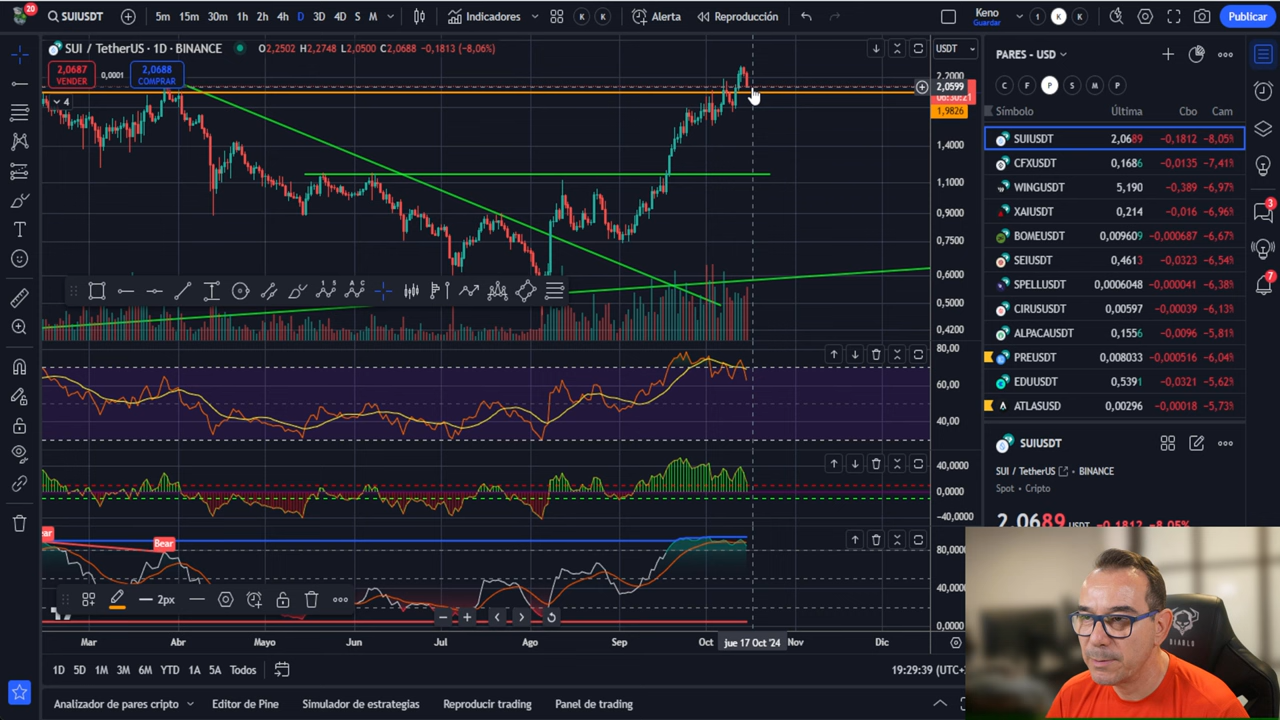 20
SUIUSDT
5m 15m 30m 1h 2h 4h D 3D 4D S M
Indicadores
K K
Alerta
Reproducción
Keno
Guardar
1 K K
Publicar
SUI / TetherUS · 1D · BINANCE
O2,2502 H2,2748 L2,0500 C2,0688 -0,1813 (-8,06%)
USDT
2,0687
VENDER
0,0001
2,0688
COMPRAR
4
2,2000
2,0599
1,9826
1,4000
1,1000
0,9000
0,7500
0,6000
0,5000
0,4200
80,00
60,00
40,00
40,0000
0,0000
−40,0000
Bear
80,0000
40,0000
0,0000
2px
Mar Abr Mayo Jun Jul Ago Sep Oct jue 17 Oct '24 Nov Dic
1D 5D 1M 3M 6M YTD 1A 5A Todos
19:29:39 (UTC+
Analizador de pares cripto Editor de Pine Simulador de estrategias Reproducir trading Panel de trading
PARES - USD
C F P S M P
Símbolo Última Cbo Cam
SUIUSDT 2,0689 −0,1812 −8,05%
CFXUSDT 0,1686 −0,0135 −7,41%
WINGUSDT 5,190 −0,389 −6,97%
XAIUSDT 0,214 −0,016 −6,96%
BOMEUSDT 0,009609 −0,000687 −6,67%
SEIUSDT 0,4613 −0,0323 −6,54%
SPELLUSDT 0,0006048 −0,000041 −6,38%
CIRUSUSDT 0,00597 −0,00039 −6,13%
ALPACAUSDT 0,1556 −0,0096 −5,81%
PREUSDT 0,008033 −0,000516 −6,04%
EDUUSDT 0,5391 −0,0321 −5,62%
ATLASUSD 0,00296 −0,00018 −5,73%
SUIUSDT
SUI / TetherUS · BINANCE
Spot · Cripto
2,0689 USDT −0,1812 −8,05%
3
7
DIABLO